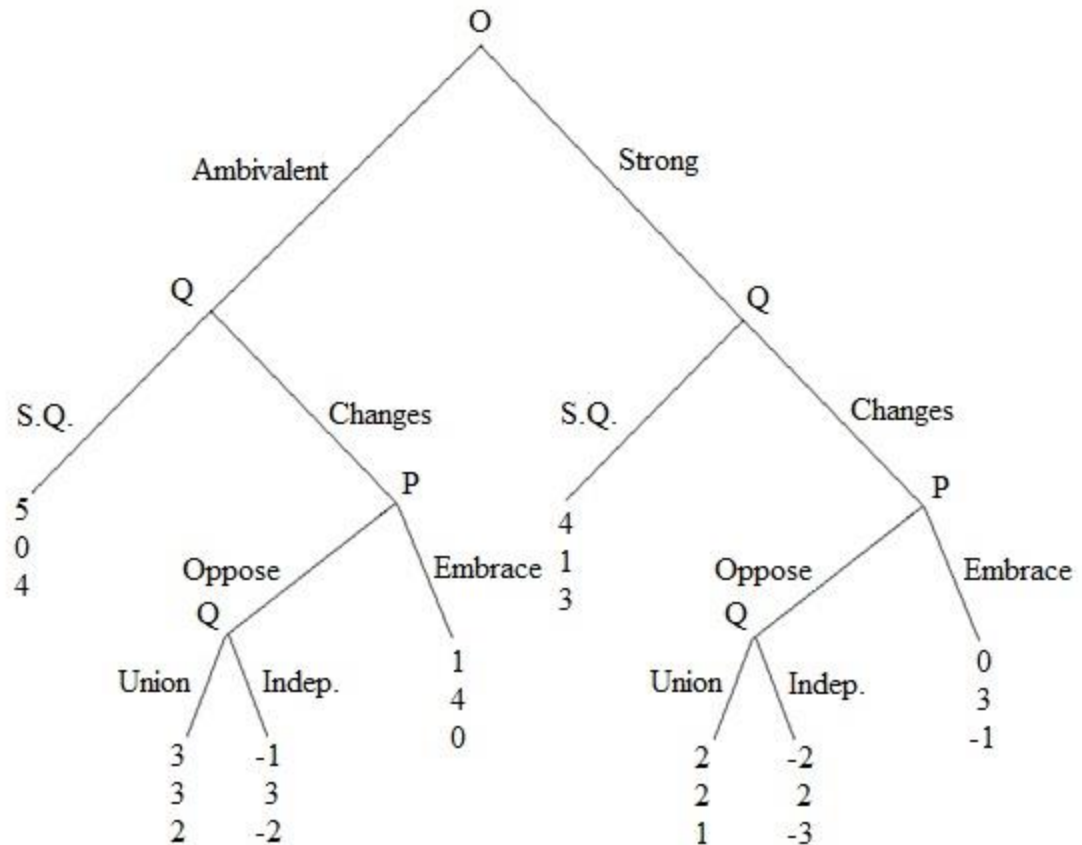 O
Ambivalent
Strong
Q
Q
S.Q.
Changes
S.Q.
Changes
P
P
5
0
4
4
1
3
Oppose
Embrace
Oppose
Embrace
Q
Q
Union
Indep.
1
4
0
Union
Indep.
0
3
-1
3
3
2
-1
3
-2
2
2
1
-2
2
-3